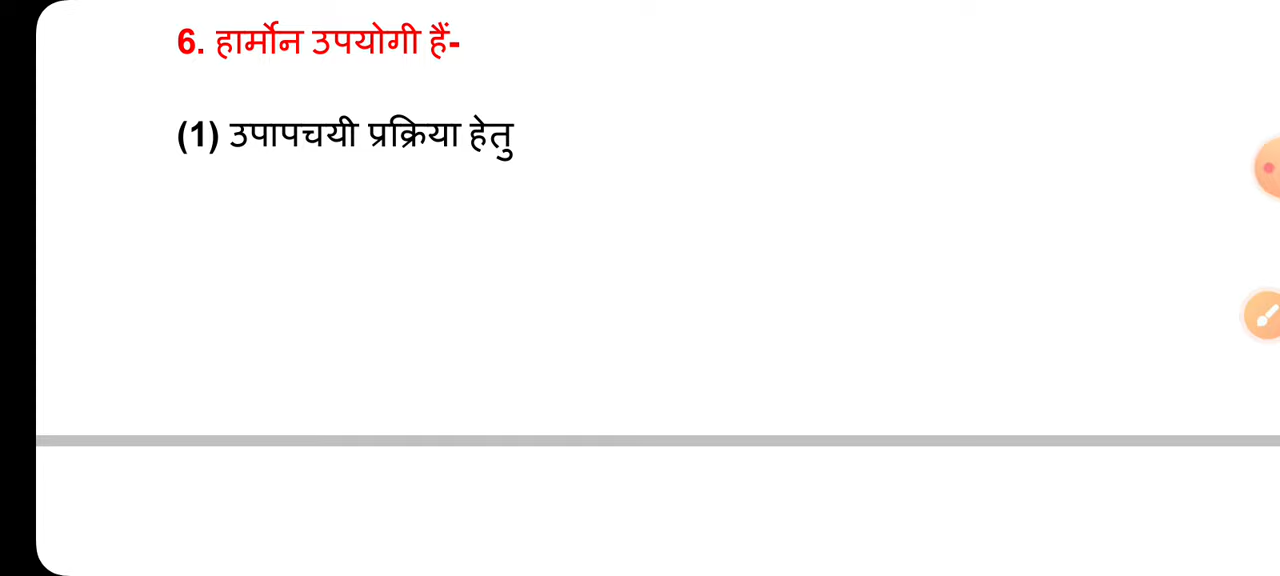 6. हार्मोन उपयोगी हैं-
(1) उपापचयी प्रक्रिया हेतु